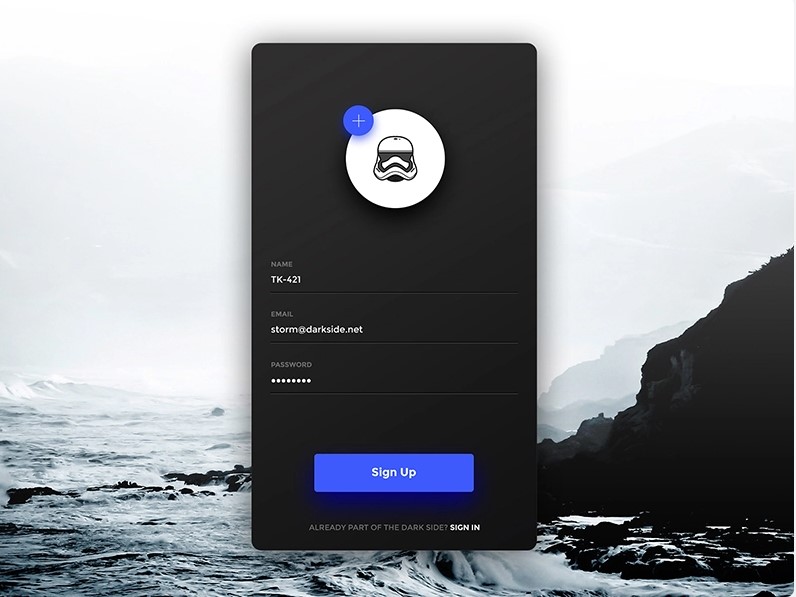 NAME
TK-421
EMAIL
storm@darkside.net
PASSWORD
Sign Up
ALREADY PART OF THE DARK SIDE? SIGN IN